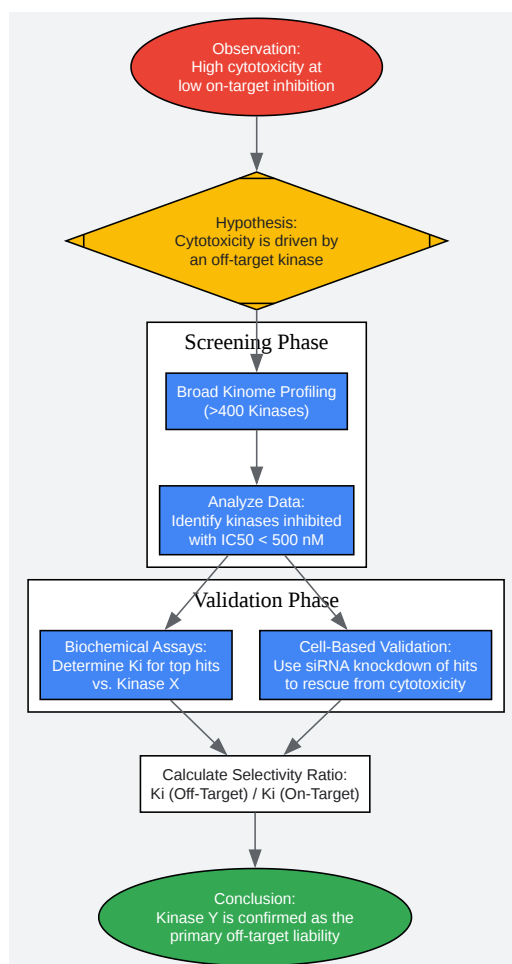 Observation:
High cytotoxicity at
low on-target inhibition
Hypothesis:
Cytotoxicity is driven by
an off-target kinase
Screening Phase
Broad Kinome Profiling
(>400 Kinases)
Analyze Data:
Identify kinases inhibited
with IC50 < 500 nM
Validation Phase
Biochemical Assays:
Determine Ki for top hits
vs. Kinase X
Cell-Based Validation:
Use siRNA knockdown of hits
to rescue from cytotoxicity
Calculate Selectivity Ratio:
Ki (Off-Target) / Ki (On-Target)
Conclusion:
Kinase Y is confirmed as the
primary off-target liability